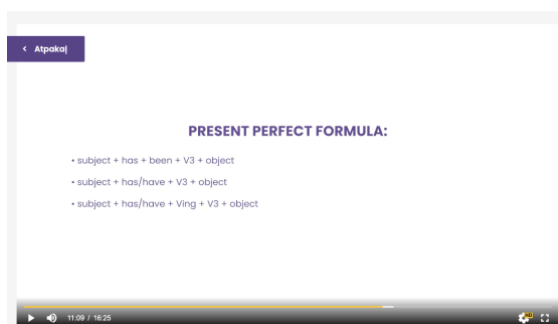 < Atpakaļ
PRESENT PERFECT FORMULA:
• subject + has + been + V3 + object
• subject + has/have + V3 + object
• subject + has/have + Ving + V3 + object
11:09 / 16:25
HD